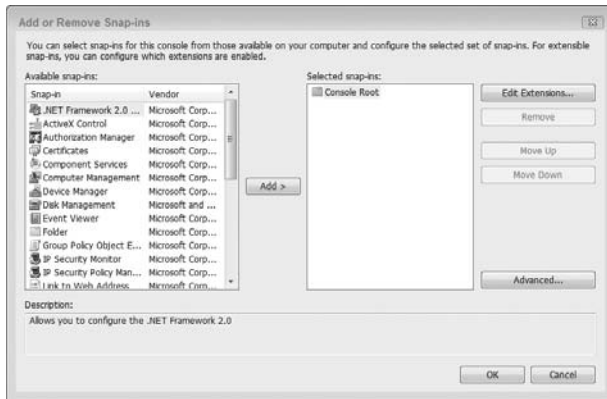 Add or Remove Snap-ins
You can select snap-ins for this console from those available on your computer and configure the selected set of snap-ins. For extensible
snap-ins, you can configure which extensions are enabled.
Available snap-ins:
Snap-in Vendor
.NET Framework 2.0 ... Microsoft Corp...
ActiveX Control Microsoft Corp...
Authorization Manager Microsoft Corp...
Certificates Microsoft Corp...
Component Services Microsoft Corp...
Computer Management Microsoft Corp...
Device Manager Microsoft Corp...
Disk Management Microsoft and ...
Event Viewer Microsoft Corp...
Folder Microsoft Corp...
Group Policy Object E... Microsoft Corp...
IP Security Monitor Microsoft Corp...
IP Security Policy Man... Microsoft Corp...
Link to Web Address Microsoft Corp...
Add >
Selected snap-ins:
Console Root
Edit Extensions...
Remove
Move Up
Move Down
Advanced...
Description:
Allows you to configure the .NET Framework 2.0
OK Cancel